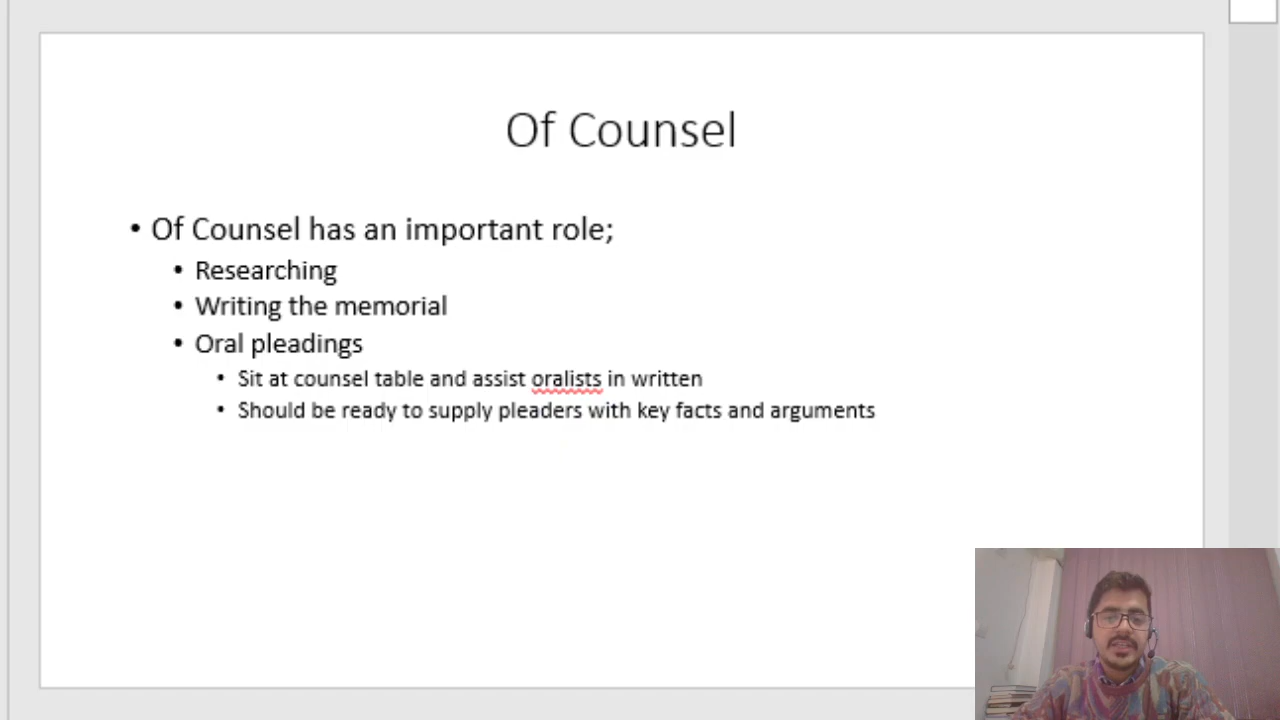 Of Counsel
• Of Counsel has an important role;
• Researching
• Writing the memorial
• Oral pleadings
• Sit at counsel table and assist oralists in written
• Should be ready to supply pleaders with key facts and arguments